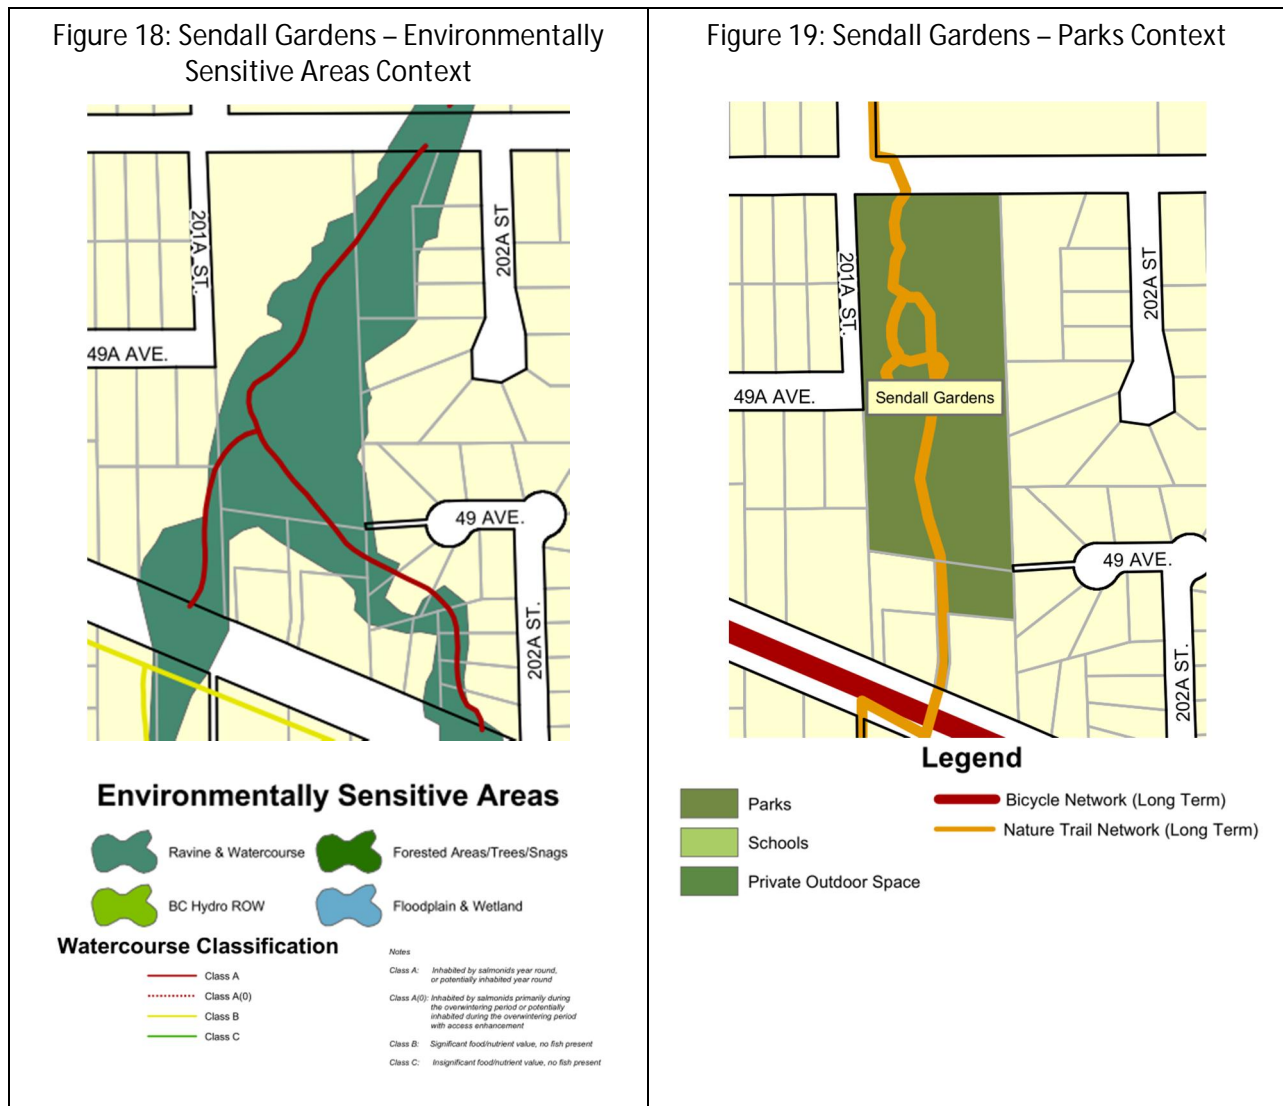 Figure 18: Sendall Gardens – Environmentally
Sensitive Areas Context
201A ST.
202A ST
49A AVE.
49 AVE.
202A ST.
Environmentally Sensitive Areas
Ravine & Watercourse
Forested Areas/Trees/Snags
BC Hydro ROW
Floodplain & Wetland
Watercourse Classification
Class A
Class A(0)
Class B
Class C
Notes
Class A: Inhabited by salmonids year round,
or potentially inhabited year round
Class A(0): Inhabited by salmonids primarily during
the overwintering period or potentially
inhabited during the overwintering period
with access enhancement
Class B: Significant food/nutrient value, no fish present
Class C: Insignificant food/nutrient value, no fish present
Figure 19: Sendall Gardens – Parks Context
201A ST.
202A ST
49A AVE.
Sendall Gardens
49 AVE.
202A ST.
Legend
Parks
Schools
Private Outdoor Space
Bicycle Network (Long Term)
Nature Trail Network (Long Term)